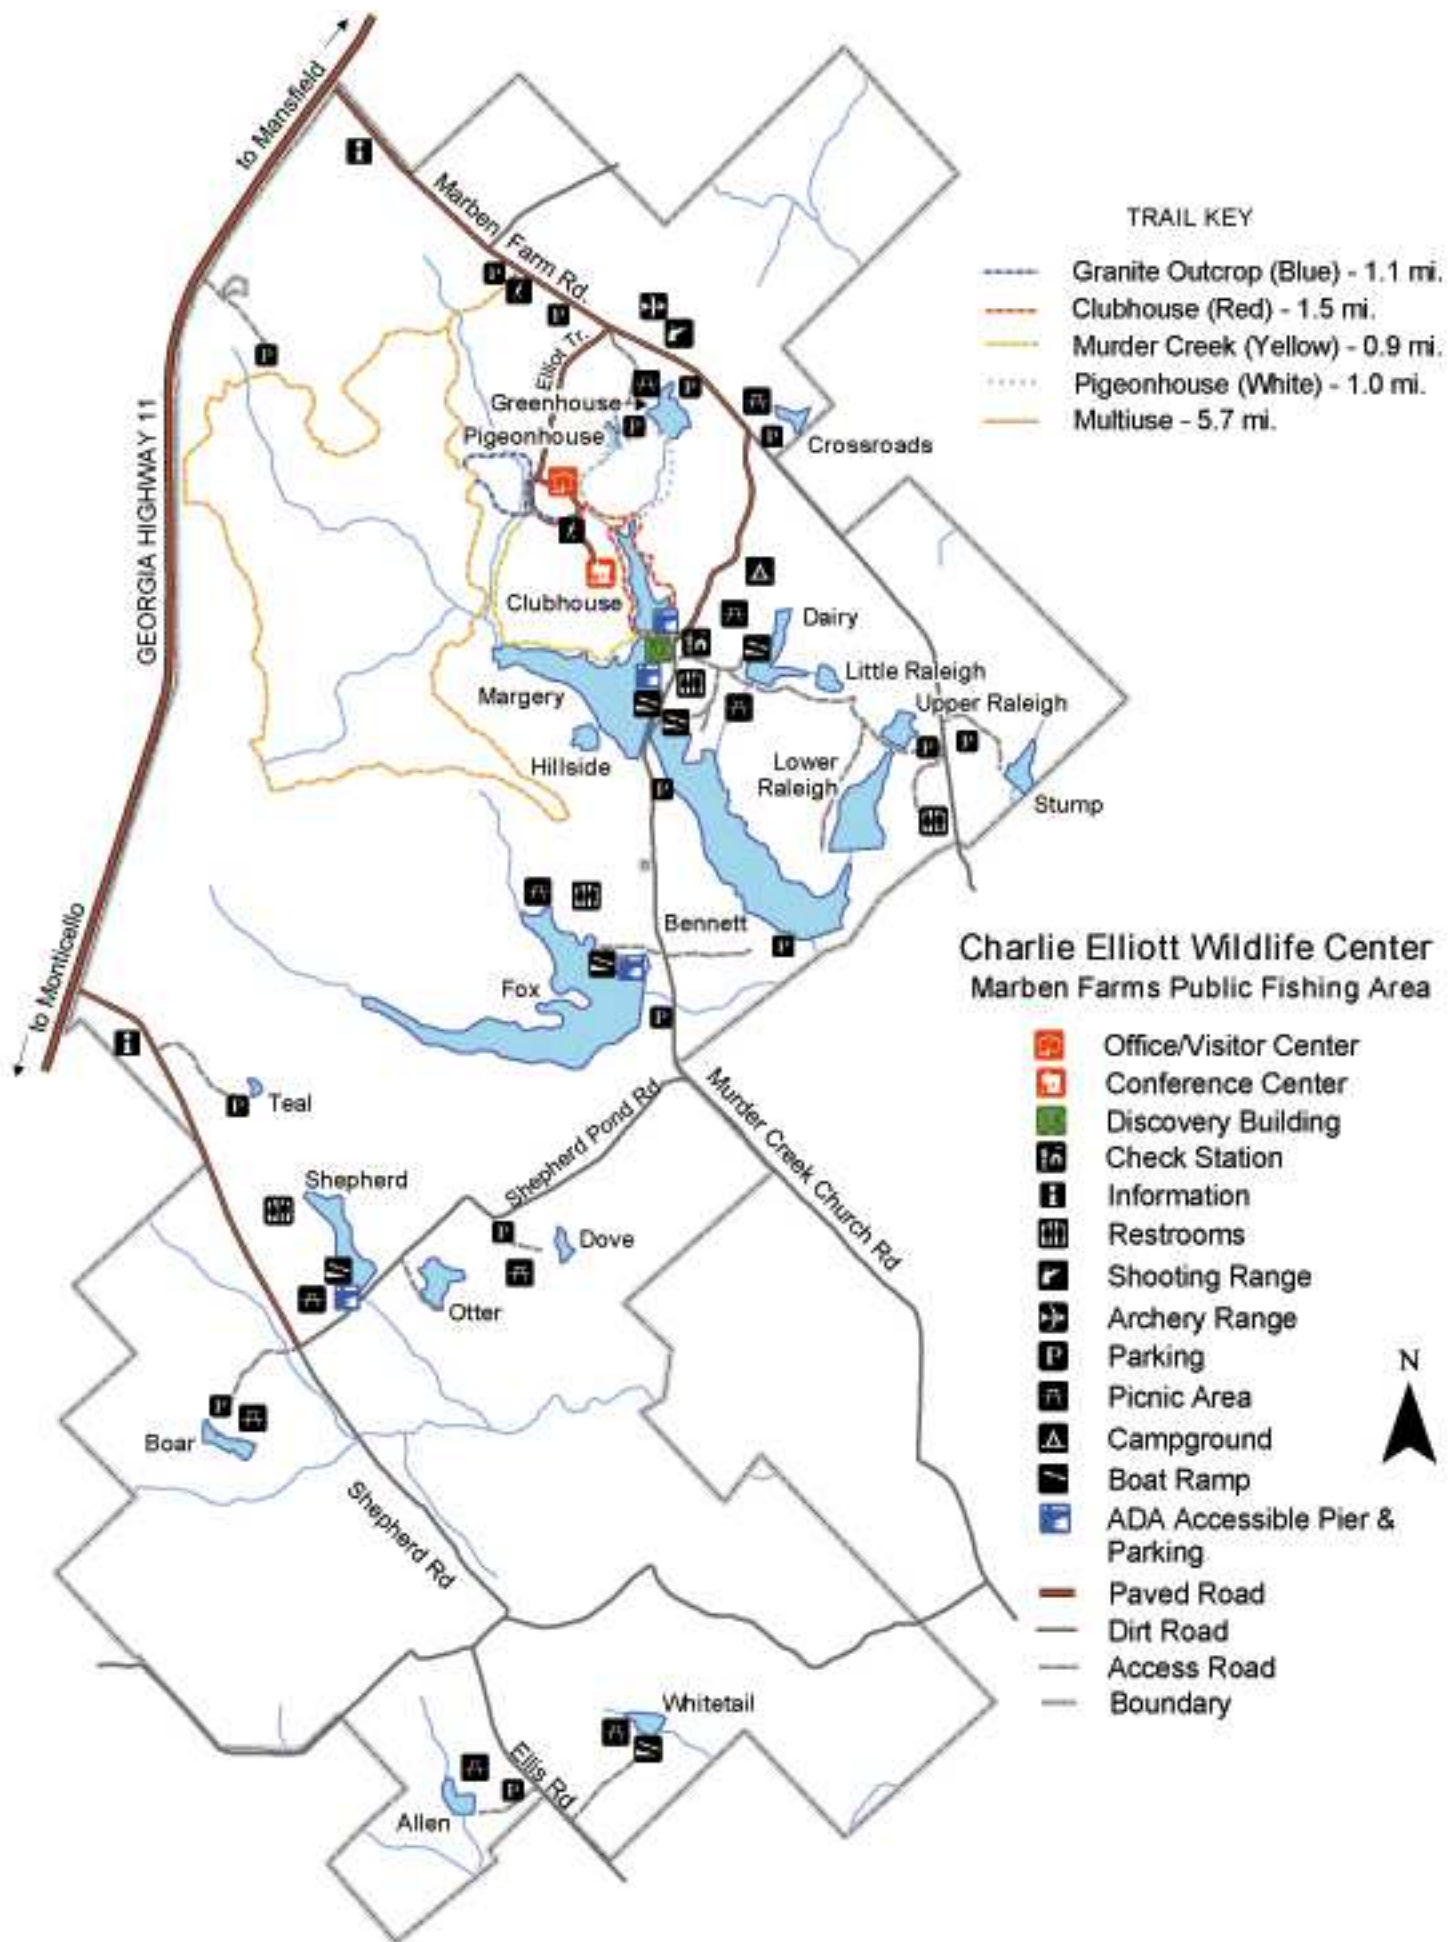 to Mansfield
Marben Farm Rd.
TRAIL KEY
Granite Outcrop (Blue) - 1.1 mi.
Clubhouse (Red) - 1.5 mi.
Murder Creek (Yellow) - 0.9 mi.
Pigeonhouse (White) - 1.0 mi.
Multiuse - 5.7 mi.
P
P
P
Elliot Tr.
P
Greenhouse
P
Pigeonhouse
P
Crossroads
GEORGIA HIGHWAY 11
Clubhouse
Dairy
Little Raleigh
Margery
Upper Raleigh
P
P
Hillside
Lower
Raleigh
P
Stump
Bennett
P
Fox
P
to Monticello
Charlie Elliott Wildlife Center
Marben Farms Public Fishing Area
Office/Visitor Center
Conference Center
Discovery Building
Check Station
Information
Restrooms
Shooting Range
Archery Range
P Parking
Picnic Area
Campground
Boat Ramp
ADA Accessible Pier &
Parking
Paved Road
Dirt Road
Access Road
Boundary
N
P
Teal
Shepherd Pond Rd
Murder Creek Church Rd
Shepherd
P
Dove
Otter
P
Boar
Shepherd Rd
Whitetail
Ellis Rd
P
Allen